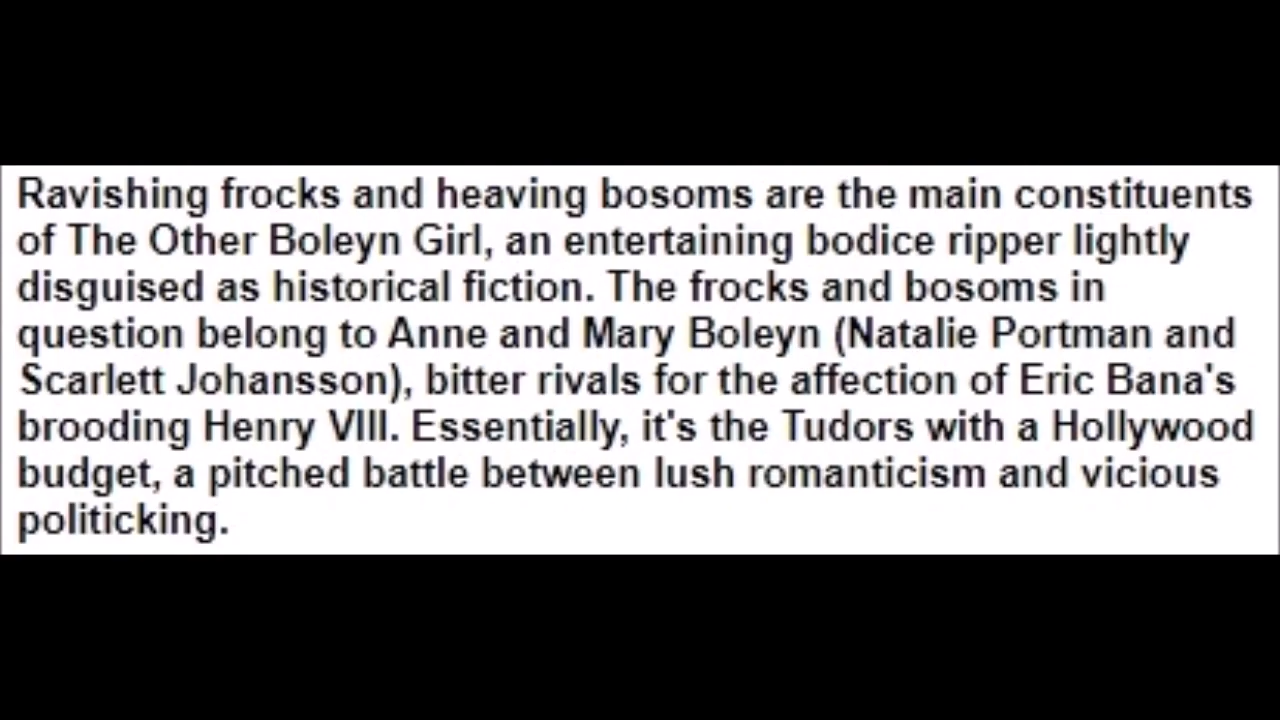 Ravishing frocks and heaving bosoms are the main constituents
of The Other Boleyn Girl, an entertaining bodice ripper lightly
disguised as historical fiction. The frocks and bosoms in
question belong to Anne and Mary Boleyn (Natalie Portman and
Scarlett Johansson), bitter rivals for the affection of Eric Bana's
brooding Henry VIII. Essentially, it's the Tudors with a Hollywood
budget, a pitched battle between lush romanticism and vicious
politicking.